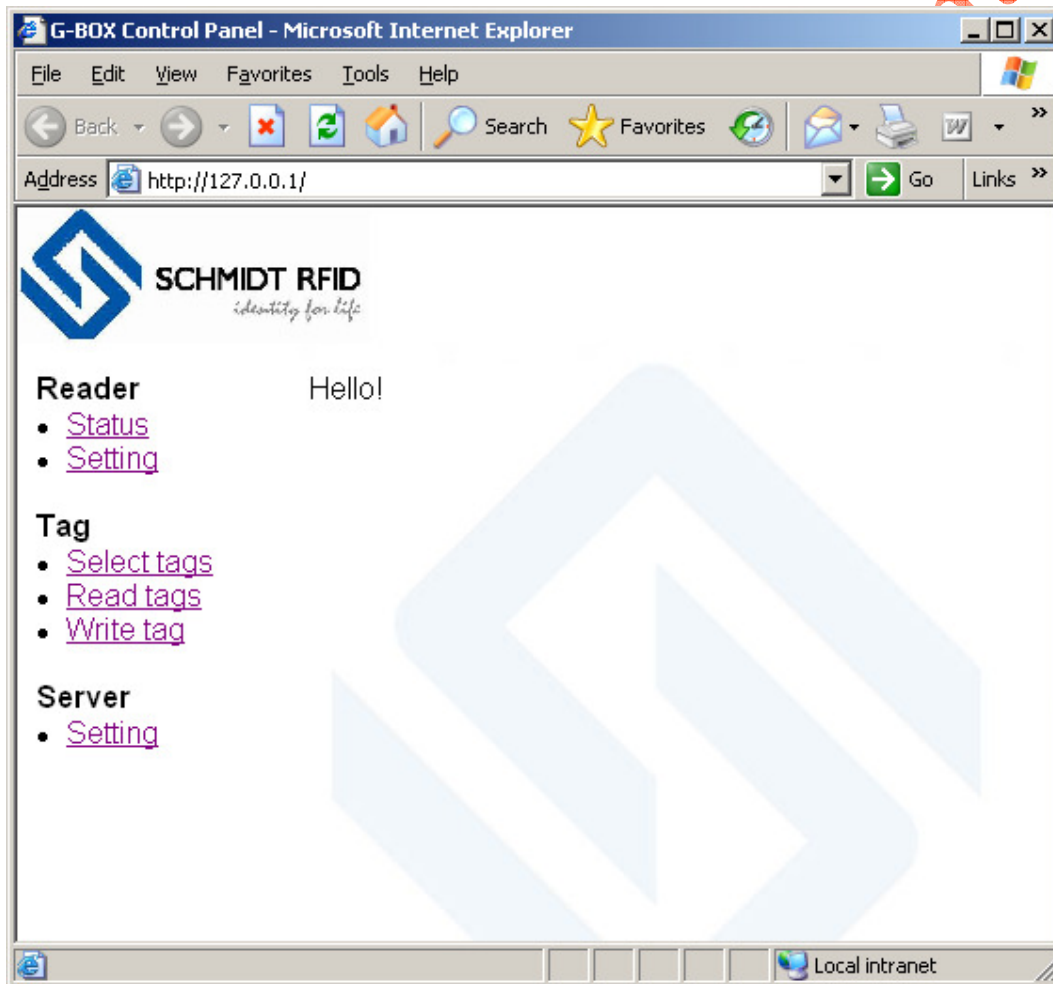 G-BOX Control Panel - Microsoft Internet Explorer
File Edit View Favorites Tools Help
Back Search Favorites
Address http://127.0.0.1/ Go Links »
SCHMIDT RFID
identity for life
Reader
Hello!
• Status
• Setting
Tag
• Select tags
• Read tags
• Write tag
Server
• Setting
Local intranet